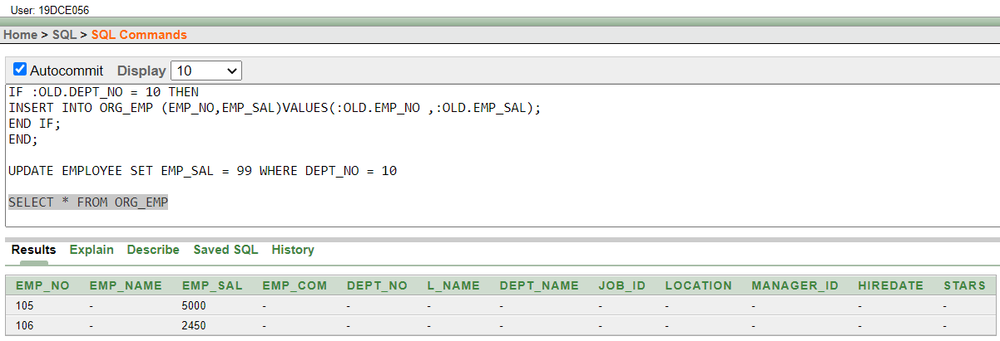 User: 19DCE056
Home > SQL > SQL Commands
Autocommit Display 10
IF :OLD.DEPT_NO = 10 THEN
INSERT INTO ORG_EMP (EMP_NO,EMP_SAL)VALUES(:OLD.EMP_NO ,:OLD.EMP_SAL);
END IF;
END;
UPDATE EMPLOYEE SET EMP_SAL = 99 WHERE DEPT_NO = 10
SELECT * FROM ORG_EMP
Results Explain Describe Saved SQL History
EMP_NO EMP_NAME EMP_SAL EMP_COM DEPT_NO L_NAME DEPT_NAME JOB_ID LOCATION MANAGER_ID HIREDATE STARS
105 - 5000 - - - - - - - - -
106 - 2450 - - - - - - - - -